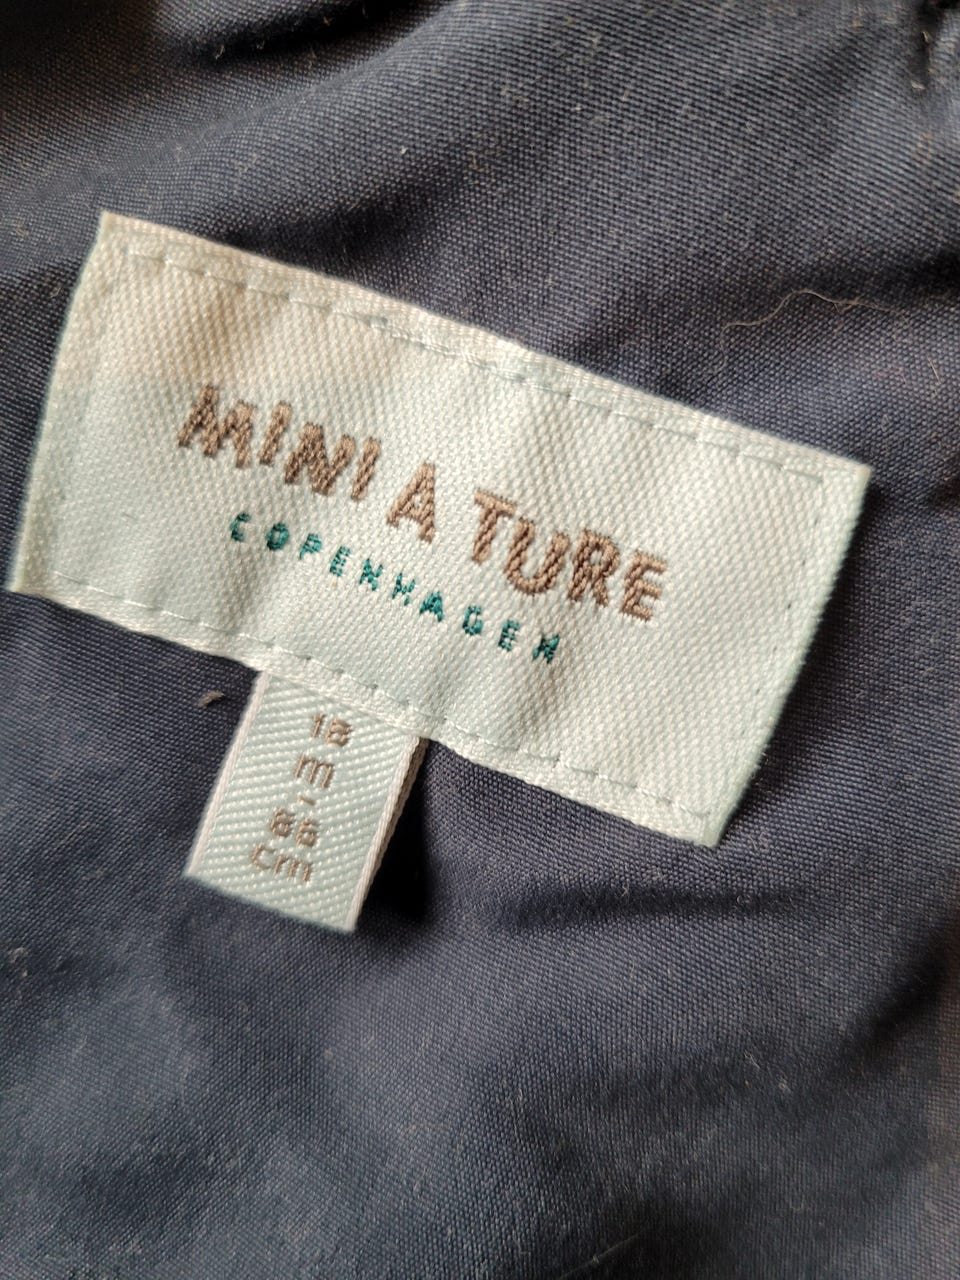 MINI A TURE
COPENHAGEN
18
m
-
86
cm